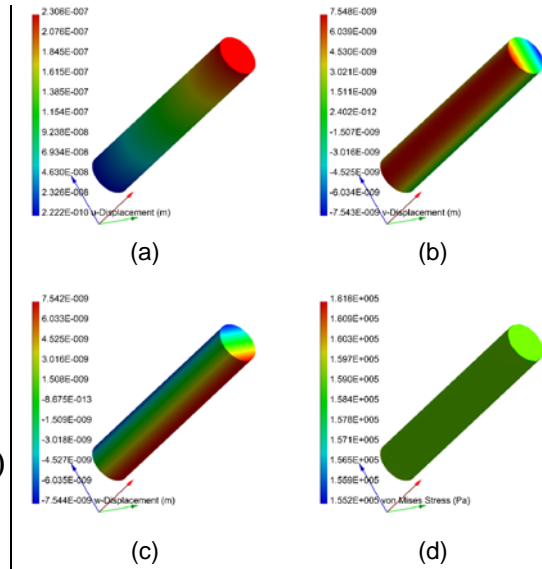 2.306E-007
2.076E-007
1.845E-007
1.615E-007
1.385E-007
1.154E-007
9.238E-008
6.934E-008
4.630E-008
2.326E-008
2.222E-010 u-Displacement (m)
(a)
7.548E-009
6.039E-009
4.530E-009
3.021E-009
1.511E-009
2.402E-012
-1.507E-009
-3.016E-009
-4.525E-009
-6.034E-009
-7.543E-009 v-Displacement (m)
(b)
7.542E-009
6.033E-009
4.525E-009
3.016E-009
1.508E-009
-8.675E-013
-1.509E-009
-3.018E-009
-4.527E-009
-6.035E-009
-7.544E-009 w-Displacement (m)
(c)
)
1.616E+005
1.609E+005
1.603E+005
1.597E+005
1.590E+005
1.584E+005
1.578E+005
1.571E+005
1.565E+005
1.559E+005
1.552E+005 von Mises Stress (Pa)
(d)